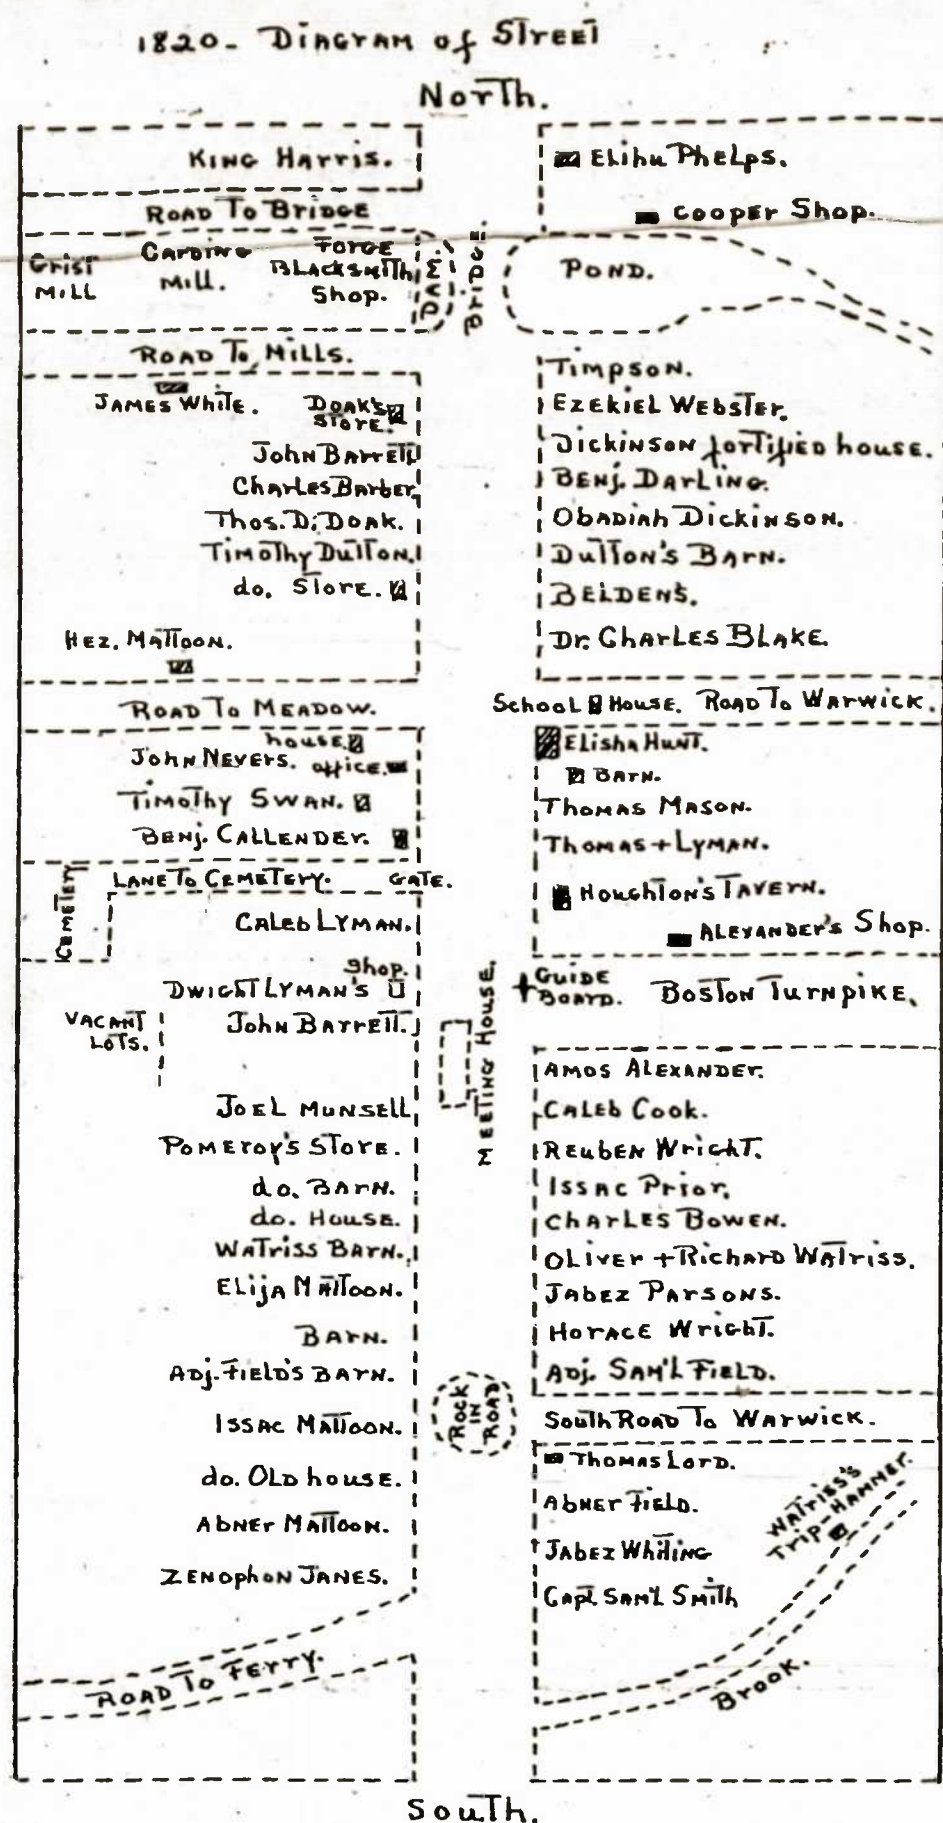 1820- Diagram of Street
North.
King Harris.
Road To Bridge
Grist
Mill
Carding
Mill.
Forge
Blacksmith
Shop.
Dam
Bridge.
Elihu Phelps.
Cooper Shop.
Pond.
Road To Mills.
James White.
Doak's
Store.
John Barrett
Charles Barber
Thos. D. Doak.
Timothy Dutton.
do. Store.
Hez. Mattoon.
Timpson.
Ezekiel Webster.
Dickinson fortified house.
Benj. Darling.
Obadiah Dickinson.
Dutton's Barn.
Belden's.
Dr. Charles Blake.
Road To Meadow.
School House. Road To Warwick.
house.
John Nevers. office.
Timothy Swan.
Benj. Callender.
Elisha Hunt.
Barn.
Thomas Mason.
Thomas + Lyman.
Houghton's Tavern.
Alexander's Shop.
Lane To Cemetery. Gate.
Cemetery
Caleb Lyman.
Shop.
Dwight Lyman's
Vacant
Lots.
John Barrett.
Meeting House.
Guide
Board.
Boston Turnpike.
Joel Munsell
Pomeroy's Store.
do. Barn.
do. House.
Watriss Barn.
Elija Mattoon.
Barn.
Adj. Field's Barn.
Issac Mattoon.
do. Old house.
Abner Mattoon.
Zenophon Janes.
Rock
in
Road
Amos Alexander.
Caleb Cook.
Reuben Wright.
Issac Prior.
Charles Bowen.
Oliver + Richard Watriss.
Jabez Parsons.
Horace Wright.
Adj. Sam'l Field.
South Road To Warwick.
Thomas Lord.
Abner Field.
Jabez Whiting
Capt. Sam'l Smith
Watriss's
Trip-Hammer.
Brook.
Road To Ferry.
South.